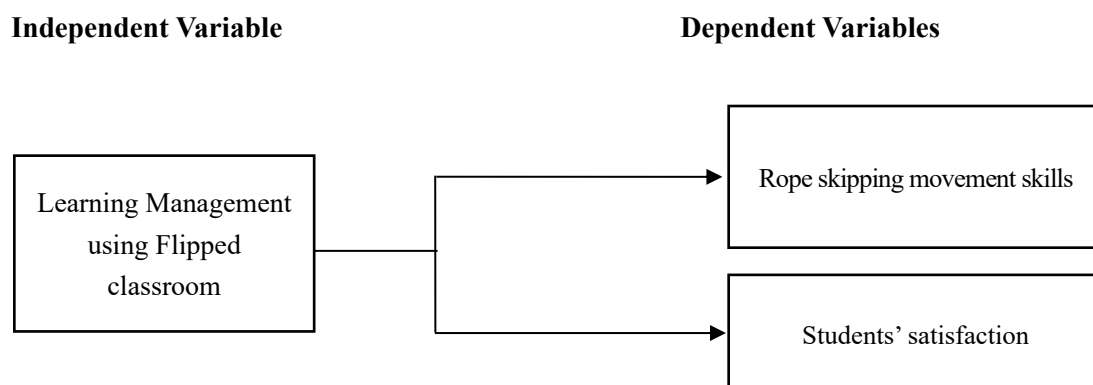 Independent Variable
Dependent Variables
Rope skipping movement skills
Learning Management
using Flipped
classroom
Students’ satisfaction